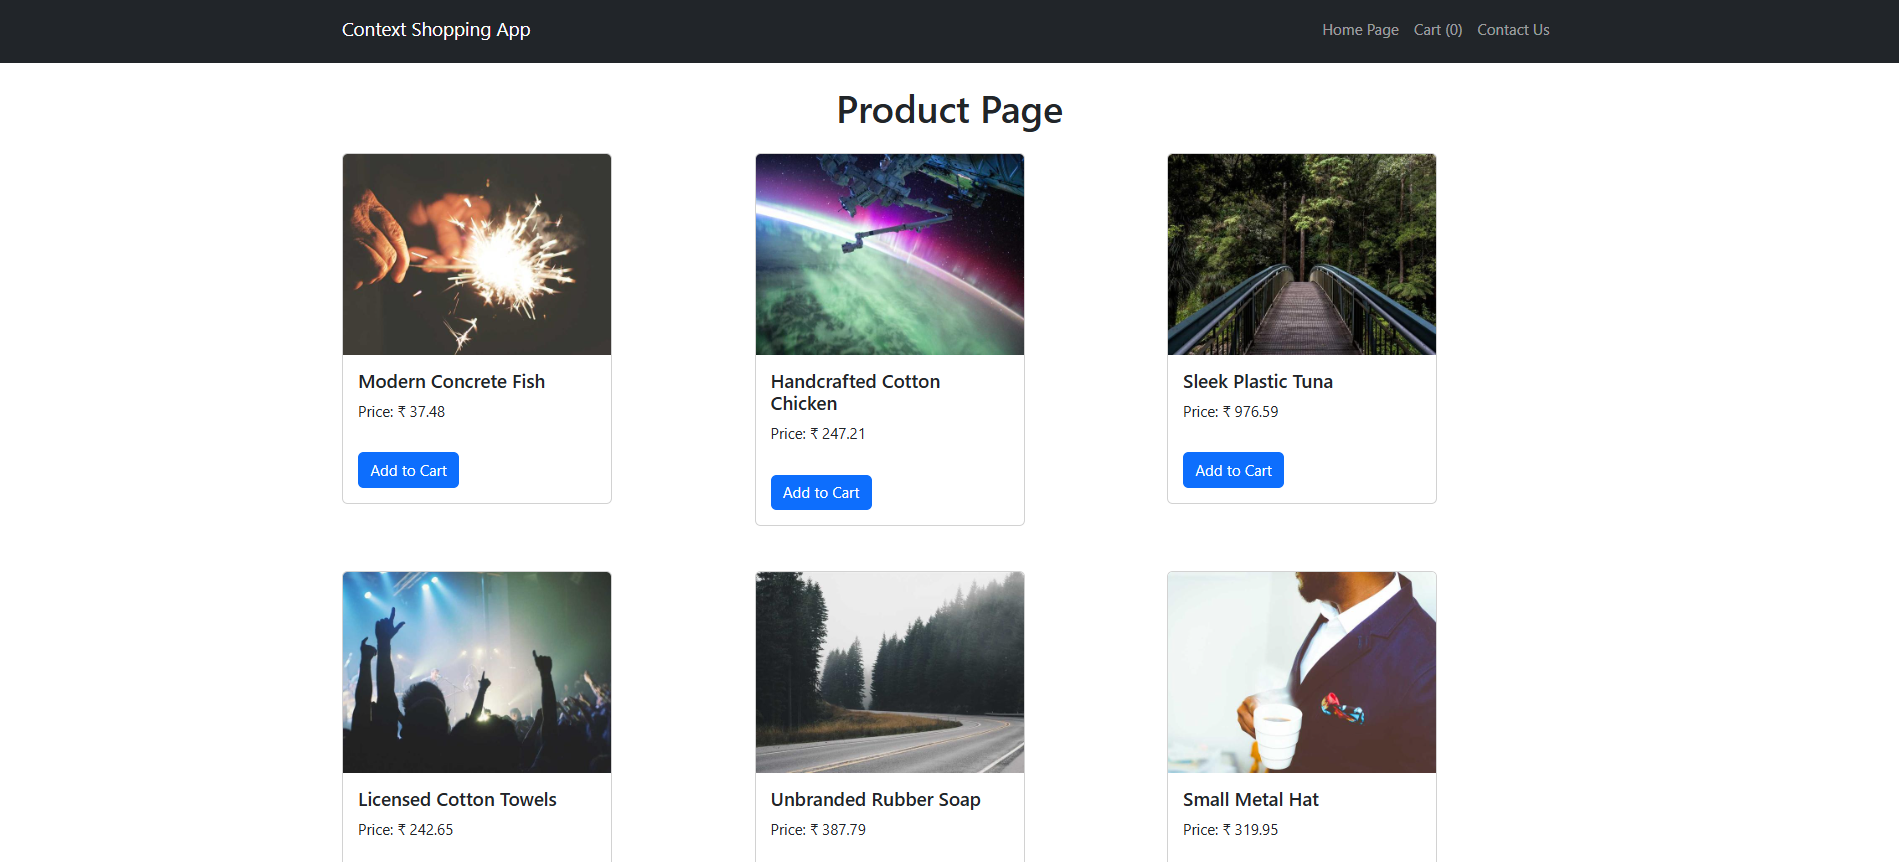 Context Shopping App
Home Page Cart (0) Contact Us
Product Page
Modern Concrete Fish
Price: ₹ 37.48
Add to Cart
Handcrafted Cotton
Chicken
Price: ₹ 247.21
Add to Cart
Sleek Plastic Tuna
Price: ₹ 976.59
Add to Cart
Licensed Cotton Towels
Price: ₹ 242.65
Unbranded Rubber Soap
Price: ₹ 387.79
Small Metal Hat
Price: ₹ 319.95